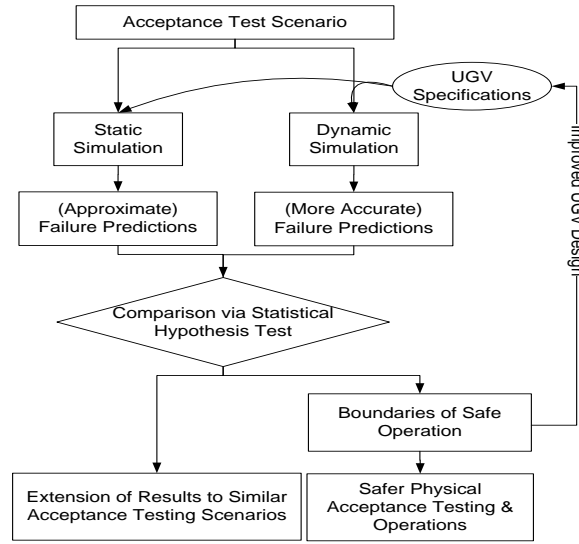 Acceptance Test Scenario
UGV
Specifications
Static
Simulation
Dynamic
Simulation
Improved UGV Design
(Approximate)
Failure Predictions
(More Accurate)
Failure Predictions
Comparison via Statistical
Hypothesis Test
Boundaries of Safe
Operation
Extension of Results to Similar
Acceptance Testing Scenarios
Safer Physical
Acceptance Testing &
Operations